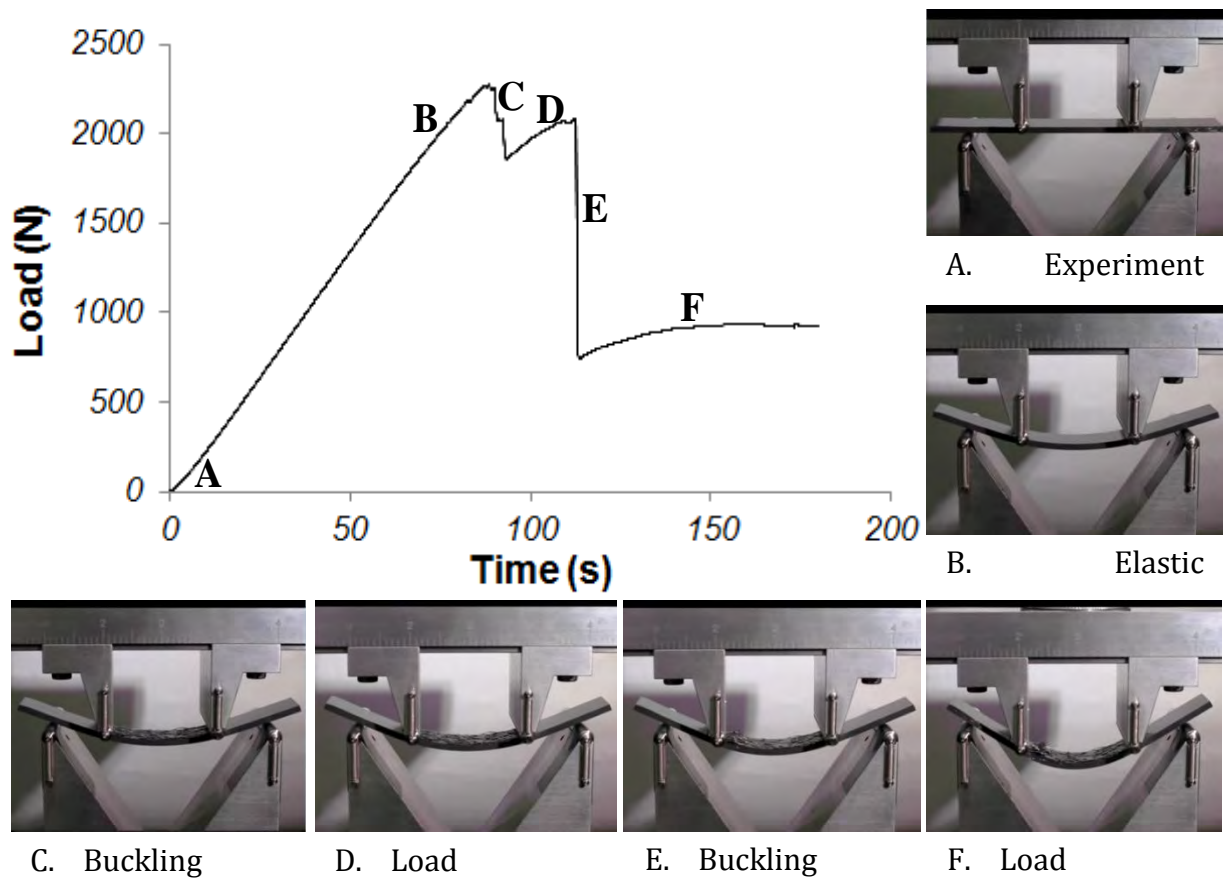 2500
2000
1500
1000
500
0
Load (N)
0 50 100 150 200
Time (s)
A
B
C
D
E
F
A. Experiment
B. Elastic
C. Buckling
D. Load
E. Buckling
F. Load